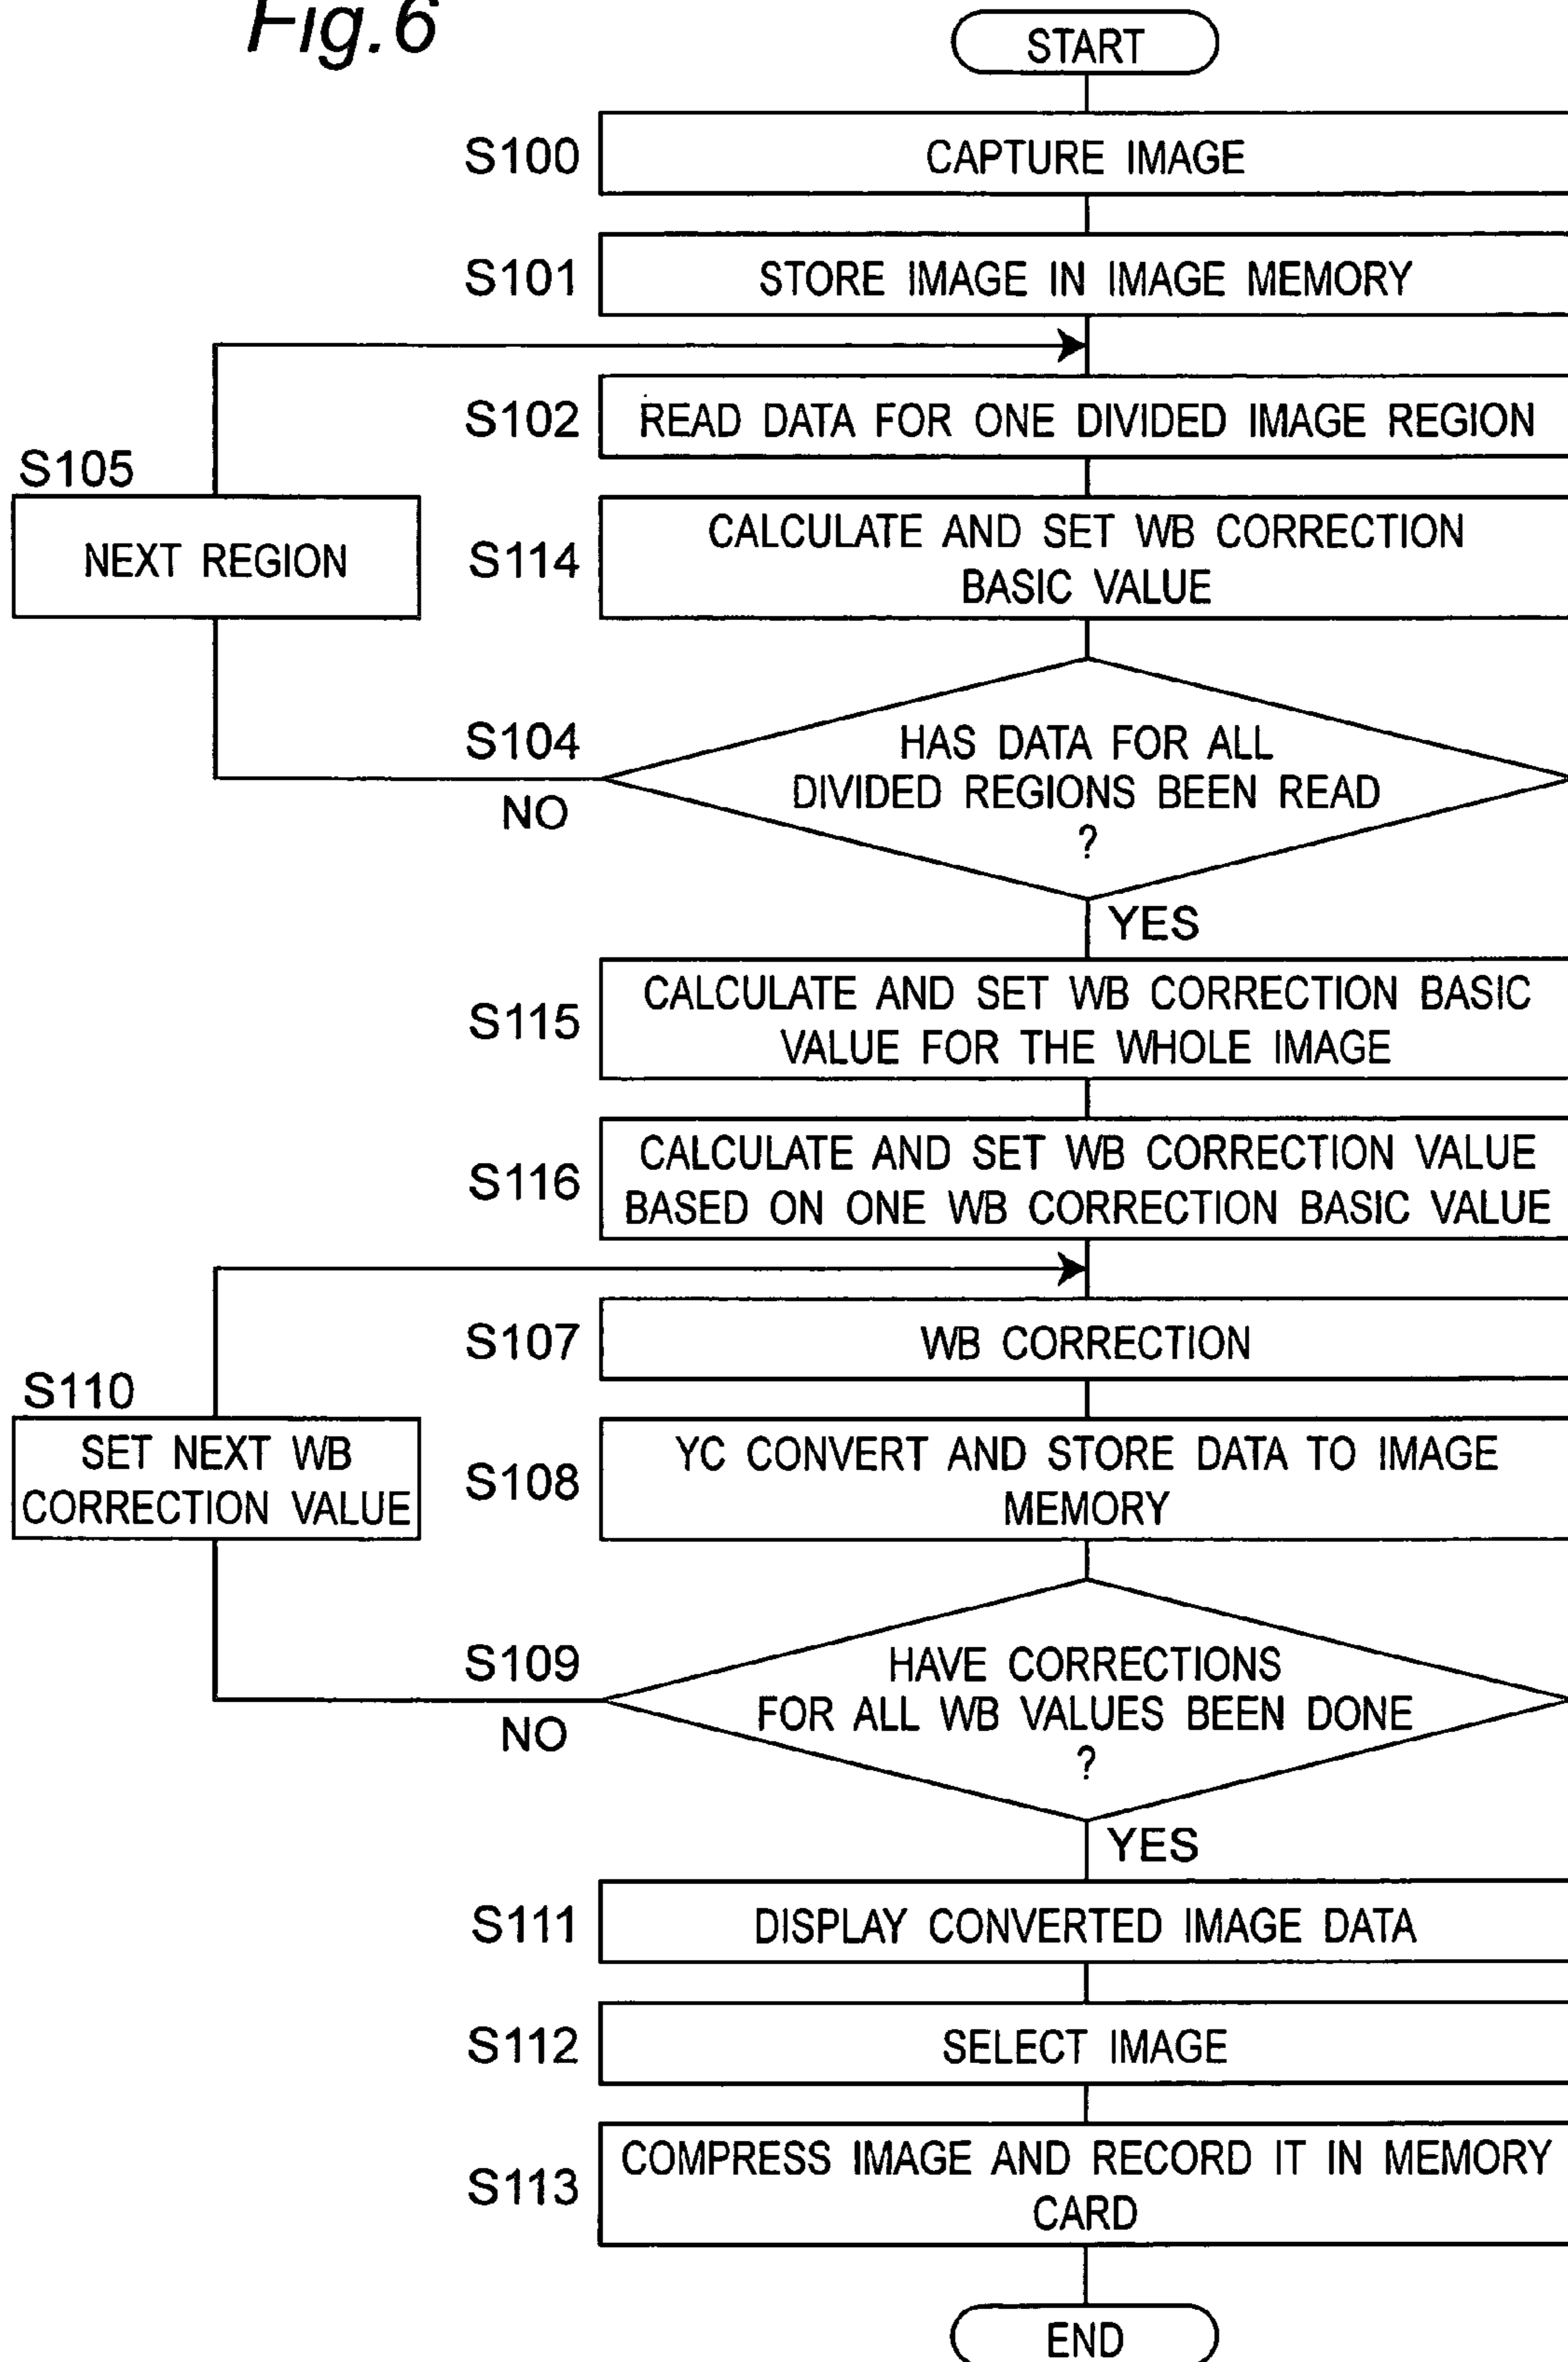 Fig.6
START
S100
CAPTURE IMAGE
S101
STORE IMAGE IN IMAGE MEMORY
S102
READ DATA FOR ONE DIVIDED IMAGE REGION
S105
NEXT REGION
S114
CALCULATE AND SET WB CORRECTION
BASIC VALUE
S104
HAS DATA FOR ALL
DIVIDED REGIONS BEEN READ
?
NO
YES
S115
CALCULATE AND SET WB CORRECTION BASIC
VALUE FOR THE WHOLE IMAGE
S116
CALCULATE AND SET WB CORRECTION VALUE
BASED ON ONE WB CORRECTION BASIC VALUE
S107
WB CORRECTION
S110
SET NEXT WB
CORRECTION VALUE
S108
YC CONVERT AND STORE DATA TO IMAGE
MEMORY
S109
HAVE CORRECTIONS
FOR ALL WB VALUES BEEN DONE
?
NO
YES
S111
DISPLAY CONVERTED IMAGE DATA
S112
SELECT IMAGE
S113
COMPRESS IMAGE AND RECORD IT IN MEMORY
CARD
END